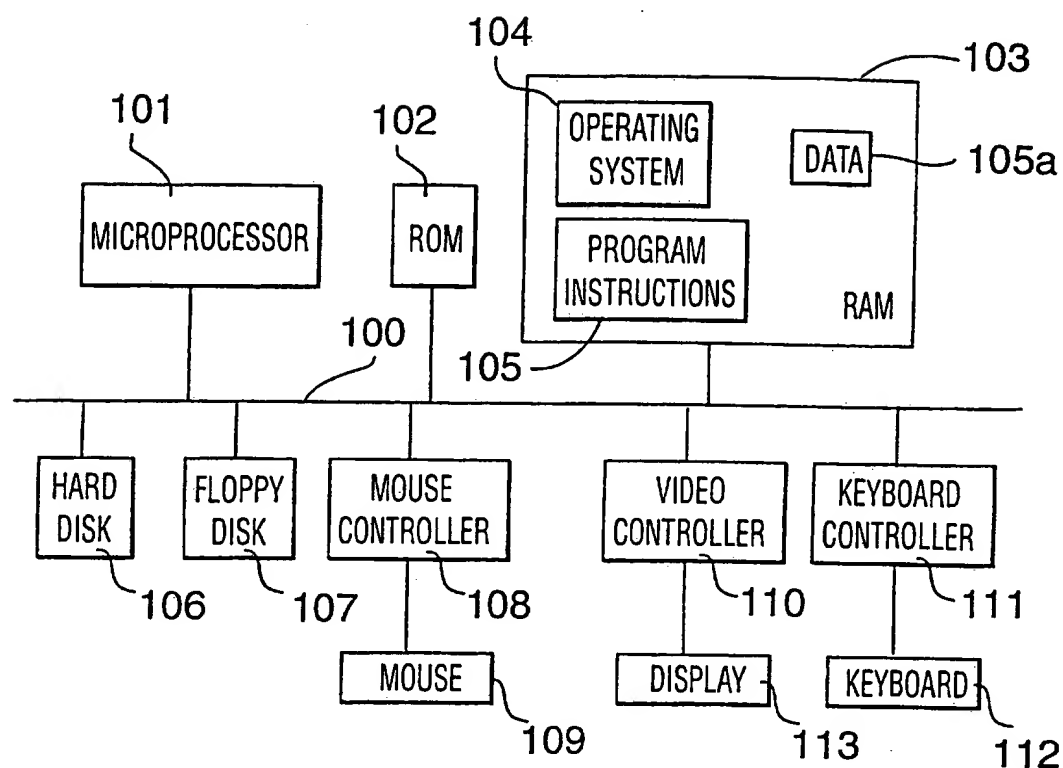 104
103
101
102
OPERATING
SYSTEM
DATA
105a
MICROPROCESSOR
ROM
PROGRAM
INSTRUCTIONS
RAM
100
105
HARD
DISK
FLOPPY
DISK
MOUSE
CONTROLLER
VIDEO
CONTROLLER
KEYBOARD
CONTROLLER
106
107
108
110
111
MOUSE
DISPLAY
KEYBOARD
109
113
112